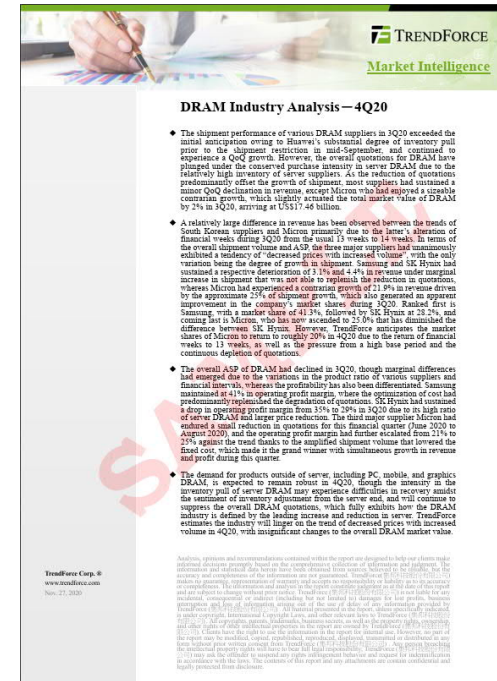 TRENDFORCE
Market Intelligence
DRAM Industry Analysis－4Q20
◆ The shipment performance of various DRAM suppliers in 3Q20 exceeded the
initial anticipation owing to Huawei's substantial degree of inventory pull
prior to the shipment restriction in mid-September, and continued to
experience a QoQ growth. However, the overall quotations for DRAM have
plunged under the conserved purchase intensity in server DRAM due to the
relatively high inventory of server suppliers. As the reduction of quotations
predominantly offset the growth of shipment, most suppliers had sustained a
minor QoQ declination in revenue, except Micron who had enjoyed a sizeable
contrarian growth, which slightly actuated the total market value of DRAM
by 2% in 3Q20, arriving at US$17.46 billion.
◆ A relatively large difference in revenue has been observed between the trends of
South Korean suppliers and Micron primarily due to the latter's alteration of
financial weeks during 3Q20 from the usual 13 weeks to 14 weeks. In terms of
the overall shipment volume and ASP, the three major suppliers had unanimously
exhibited a tendency of "decreased prices with increased volume", with the only
variation being the degree of growth in shipment. Samsung and SK Hynix had
sustained a respective deterioration of 3.1% and 4.4% in revenue under marginal
increase in shipment that was not able to replenish the reduction in quotations,
whereas Micron had experienced a contrarian growth of 21.9% in revenue driven
by the approximate 25% of shipment growth, which also generated an apparent
improvement in the company's market shares during 3Q20. Ranked first is
Samsung, with a market share of 41.3%, followed by SK Hynix at 28.2%, and
coming last is Micron, who has now ascended to 25.0% that has diminished the
difference between SK Hynix. However, TrendForce anticipates the market
shares of Micron to return to roughly 20% in 4Q20 due to the return of financial
weeks to 13 weeks, as well as the pressure from a high base period and the
continuous depletion of quotations.
◆ The overall ASP of DRAM had declined in 3Q20, though marginal differences
had emerged due to the variations in the product ratio of various suppliers and
financial intervals, whereas the profitability has also been differentiated. Samsung
maintained at 41% in operating profit margin, where the optimization of cost had
predominantly replenished the degradation of quotations. SK Hynix had sustained
a drop in operating profit margin from 35% to 29% in 3Q20 due to its high ratio
of server DRAM and larger price reduction. The third major supplier Micron had
endured a small reduction in quotations for this financial quarter (June 2020 to
August 2020), and the operating profit margin had further escalated from 21% to
25% against the trend thanks to the amplified shipment volume that lowered the
fixed cost, which made it the grand winner with simultaneous growth in revenue
and profit during this quarter.
◆ The demand for products outside of server, including PC, mobile, and graphics
DRAM, is expected to remain robust in 4Q20, though the intensity in the
inventory pull of server DRAM may experience difficulties in recovery amidst
the sentiment of inventory adjustment from the server end, and will continue to
suppress the overall DRAM quotations, which fully exhibits how the DRAM
industry is defined by the leading increase and reduction in server. TrendForce
estimates the industry will linger on the trend of decreased prices with increased
volume in 4Q20, with insignificant changes to the overall DRAM market value.
SAMPLE
TrendForce Corp. ®
www.trendforce.com
Nov. 27, 2020
Analysis, opinions and recommendations contained within the report are designed to help our clients make
informed decisions promptly based on the comprehensive collection of information and judgment. The